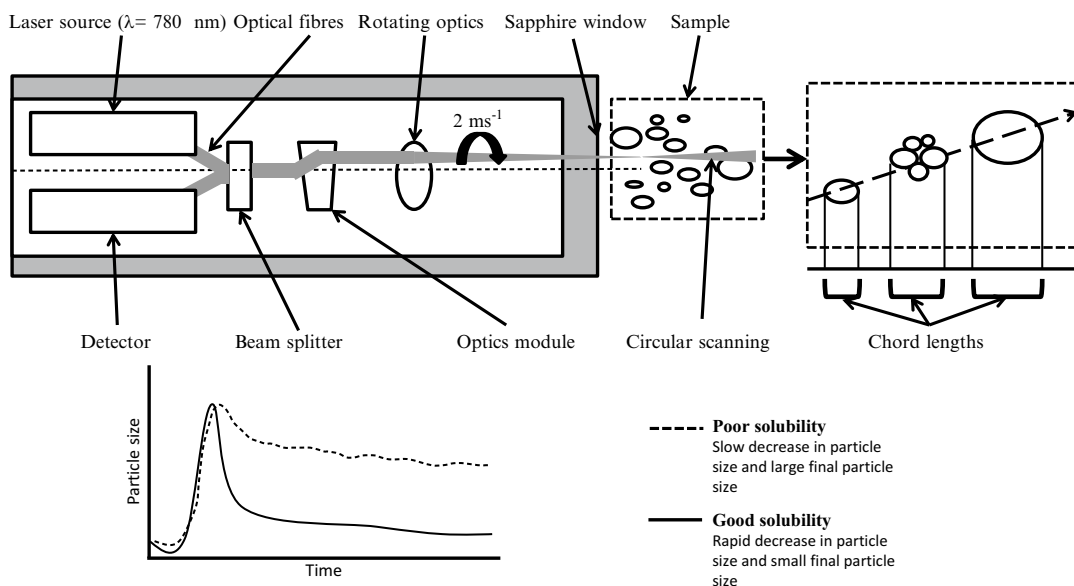 Laser source (λ= 780 nm) Optical fibres Rotating optics Sapphire window Sample
2 ms-1
Detector Beam splitter Optics module Circular scanning Chord lengths
Particle size
Time
Poor solubility
Slow decrease in particle
size and large final particle
size
Good solubility
Rapid decrease in particle
size and small final particle
size